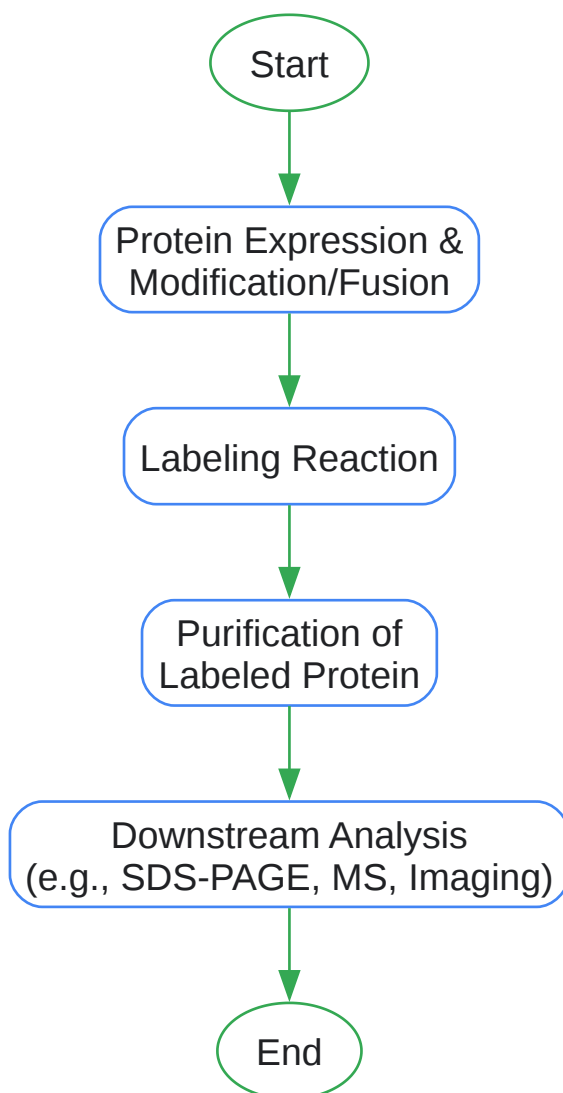 Start
Protein Expression &
Modification/Fusion
Labeling Reaction
Purification of
Labeled Protein
Downstream Analysis
(e.g., SDS-PAGE, MS, Imaging)
End